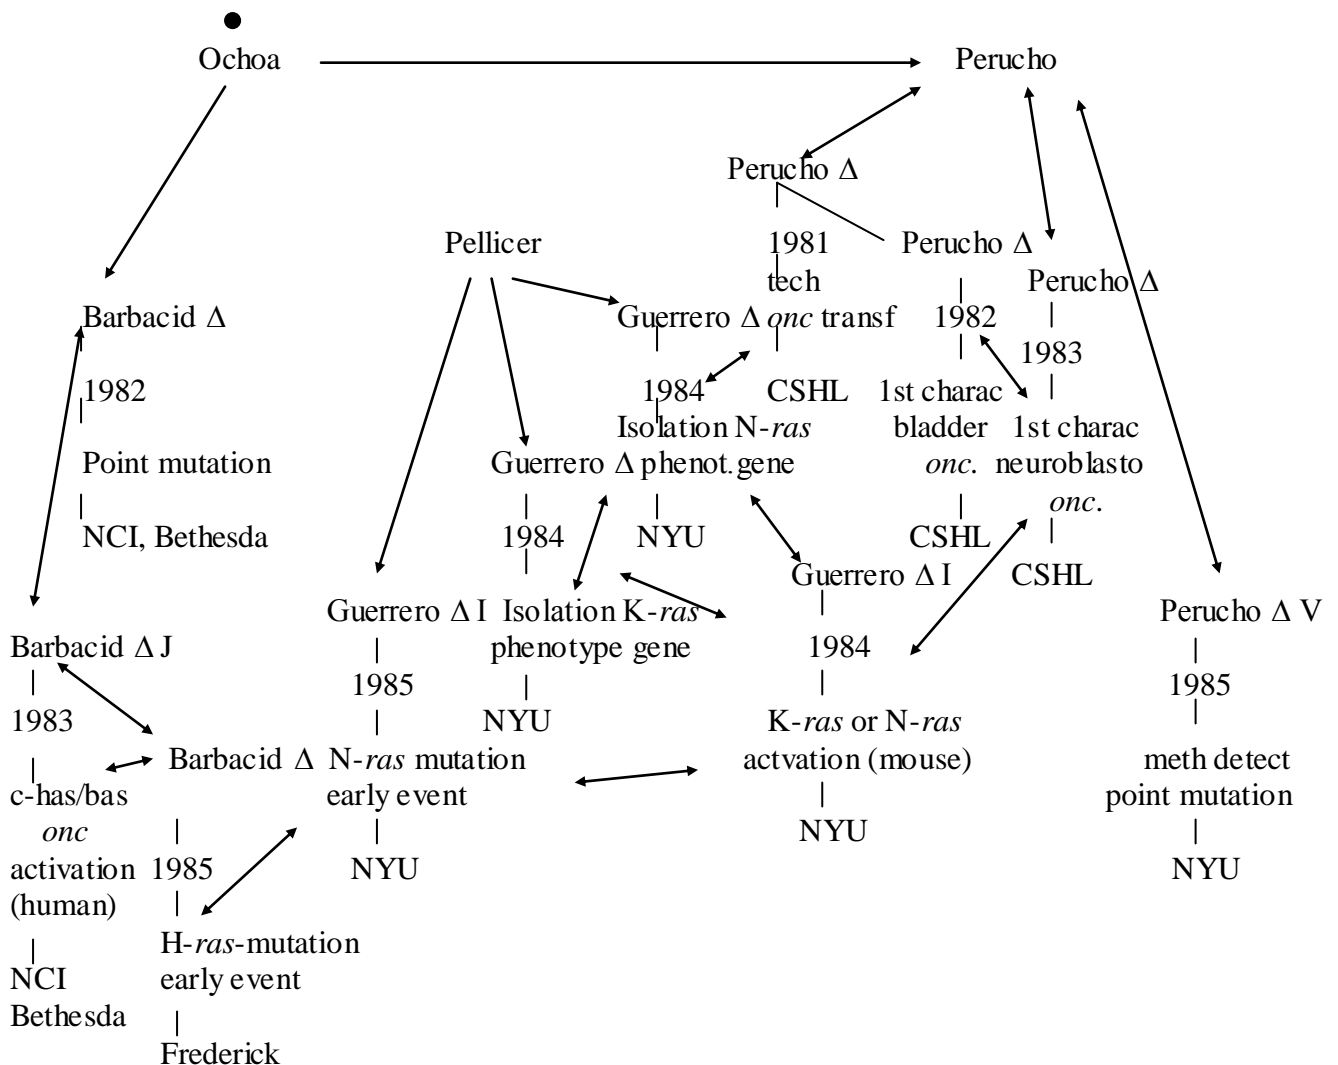 Ochoa
Perucho
Perucho Δ
1981
tech
onc transf
CSHL
Perucho Δ
1982
1st charac
bladder
onc.
CSHL
Perucho Δ
1983
1st charac
neuroblasto
onc.
CSHL
Pellicer
Guerrero Δ
1984
Isolation N-ras
phenot.gene
NYU
Guerrero Δ
1984
Isolation K-ras
phenotype gene
NYU
Barbacid Δ
1982
Point mutation
NCI, Bethesda
Guerrero Δ I
1984
K-ras or N-ras
actvation (mouse)
NYU
Guerrero Δ I
1985
N-ras mutation
early event
NYU
Perucho Δ V
1985
meth detect
point mutation
NYU
Barbacid Δ J
1983
c-has/bas
onc
activation
(human)
NCI
Bethesda
Barbacid Δ
1985
H-ras-mutation
early event
Frederick